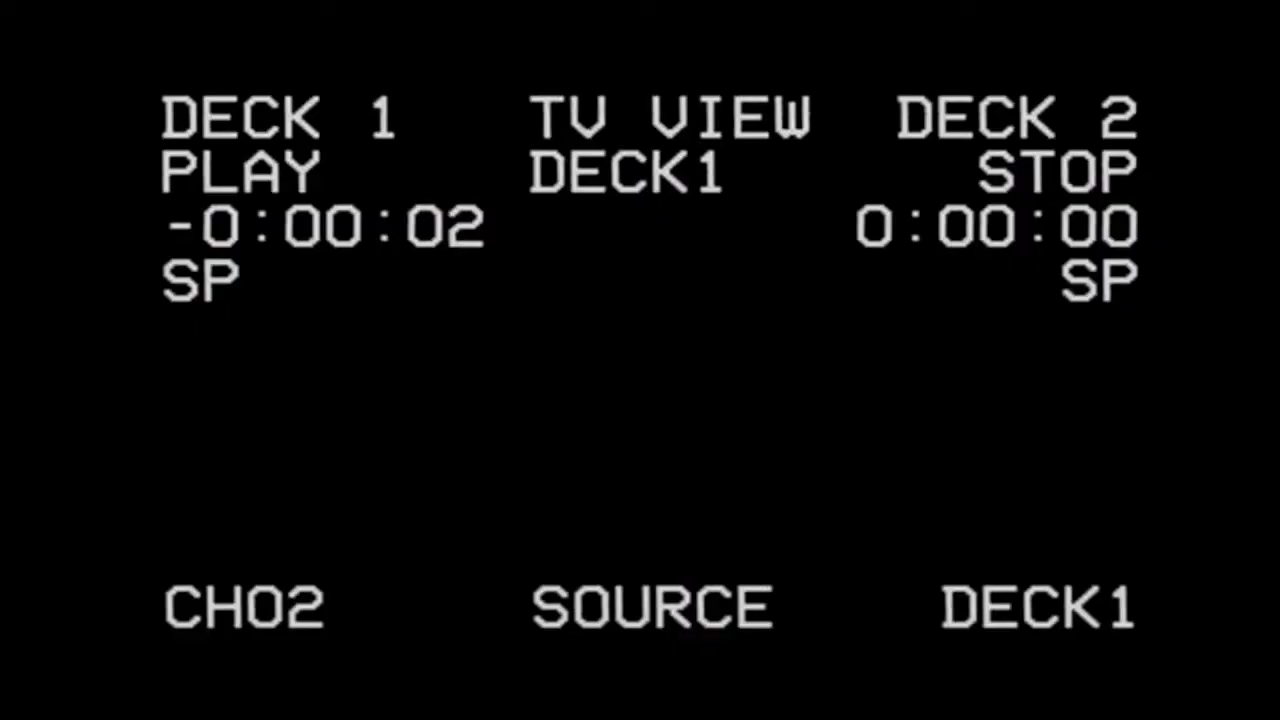 DECK 1 TV VIEW DECK 2
PLAY DECK1 STOP
-0:00:02 0:00:00
SP SP
CH02 SOURCE DECK1